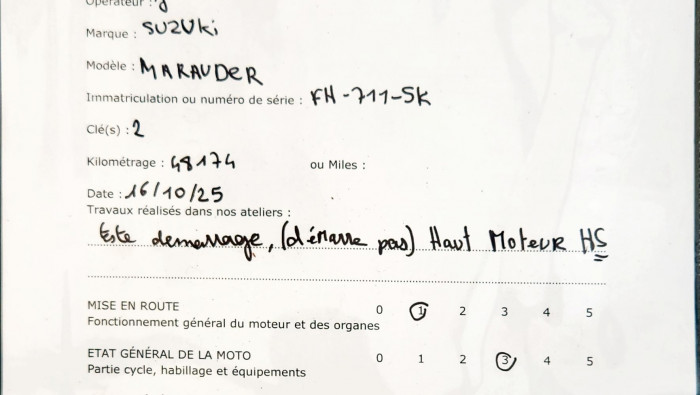 Opérateur :
Marque : SUZUKi
Modèle : MARAUDER
Immatriculation ou numéro de série : FH-711-SK
Clé(s) : 2
Kilométrage : 48174 ou Miles :
Date : 16/10/25
Travaux réalisés dans nos ateliers :
démarrage, (démarre pas) Haut MoTeuR HS
MISE EN ROUTE 0 1 2 3 4 5
Fonctionnement général du moteur et des organes
ETAT GÉNÉRAL DE LA MOTO 0 1 2 3 4 5
Partie cycle, habillage et équipements